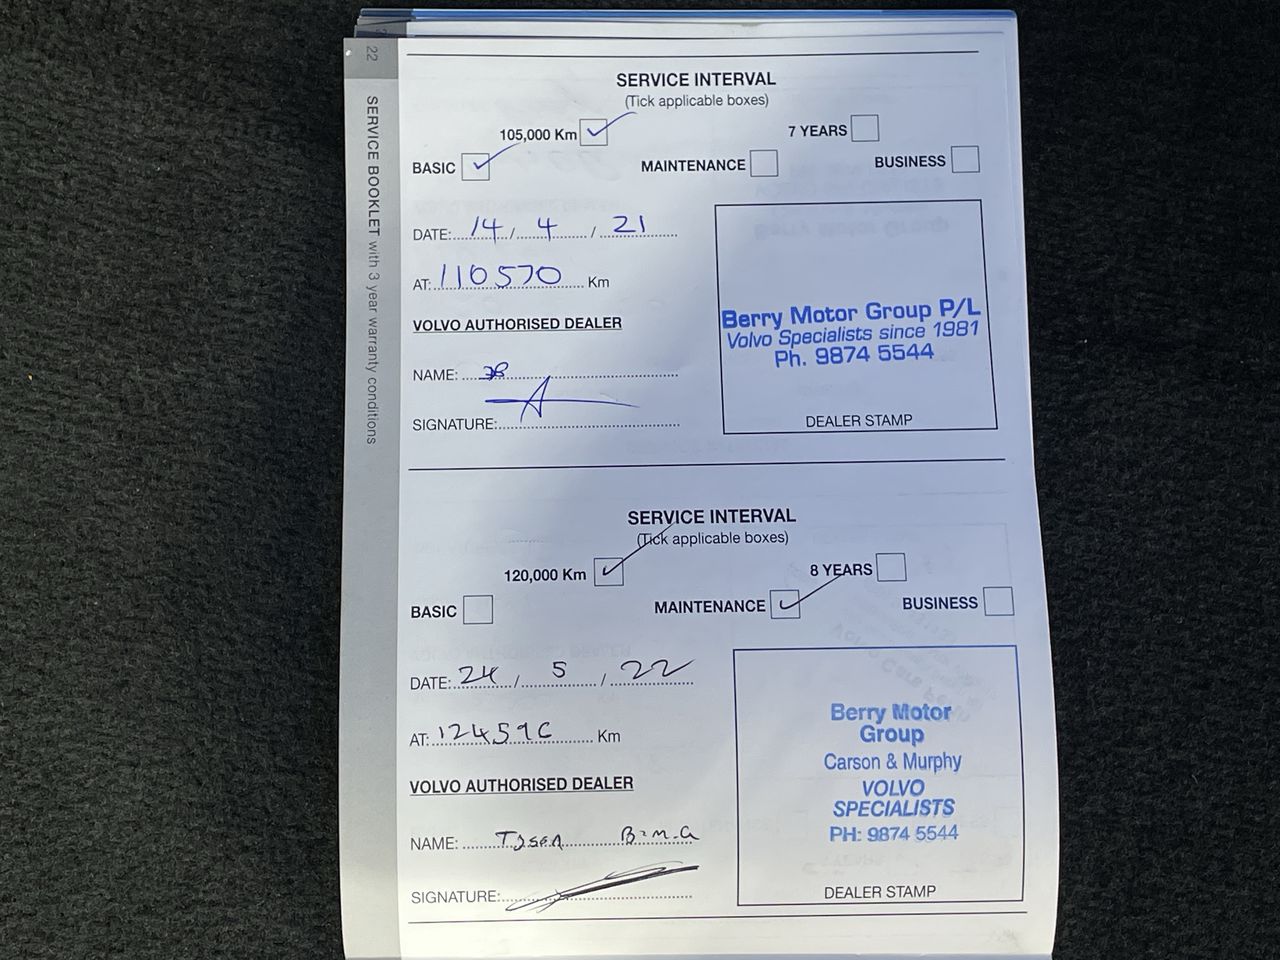 22
SERVICE BOOKLET with 3 year warranty conditions
SERVICE INTERVAL
(Tick applicable boxes)
105,000 Km 7 YEARS
BASIC MAINTENANCE BUSINESS
DATE: 14 / 4 / 21
AT: 110570 Km
VOLVO AUTHORISED DEALER
NAME:
SIGNATURE:
Berry Motor Group P/L
Volvo Specialists since 1981
Ph. 9874 5544
DEALER STAMP
SERVICE INTERVAL
(Tick applicable boxes)
120,000 Km 8 YEARS
BASIC MAINTENANCE BUSINESS
DATE: 24 / 5 / 22
AT: 124596 Km
VOLVO AUTHORISED DEALER
NAME: Tysen B.M.G
SIGNATURE:
Berry Motor
Group
Carson & Murphy
VOLVO
SPECIALISTS
PH: 9874 5544
DEALER STAMP